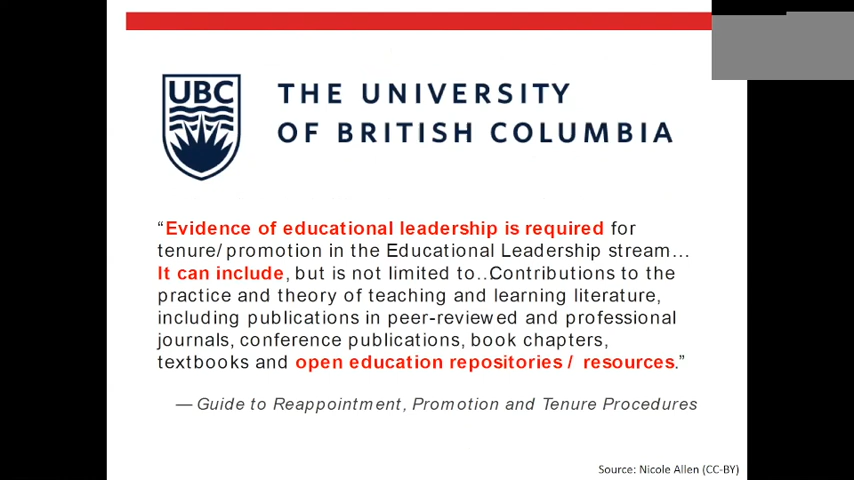 UBC
THE UNIVERSITY
OF BRITISH COLUMBIA
“Evidence of educational leadership is required for
tenure/ promotion in the Educational Leadership stream…
It can include, but is not limited to…Contributions to the
practice and theory of teaching and learning literature,
including publications in peer-reviewed and professional
journals, conference publications, book chapters,
textbooks and open education repositories / resources.”
— Guide to Reappointment, Promotion and Tenure Procedures
Source: Nicole Allen (CC-BY)